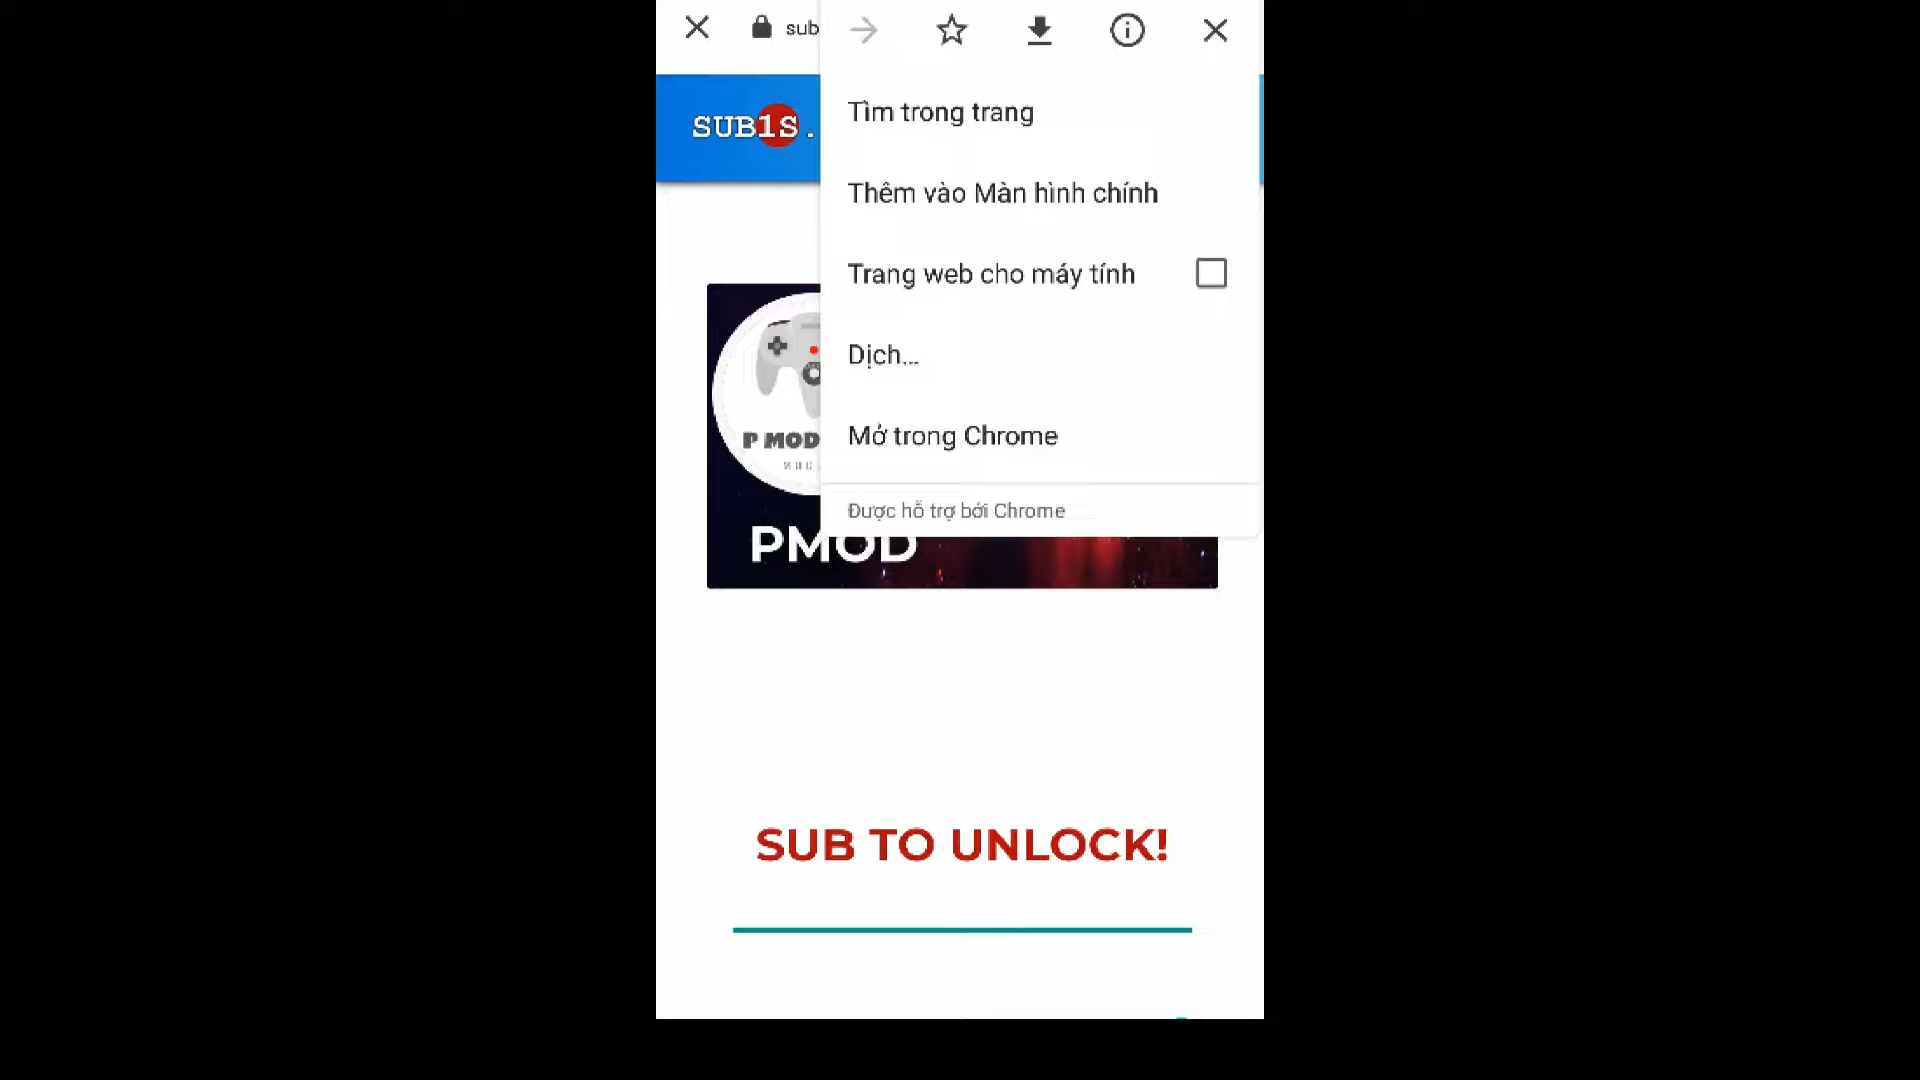 sub
SUB1S.
Tìm trong trang
Thêm vào Màn hình chính
Trang web cho máy tính
Dịch...
Mở trong Chrome
Được hỗ trợ bởi Chrome
P MOD
PMOD
SUB TO UNLOCK!